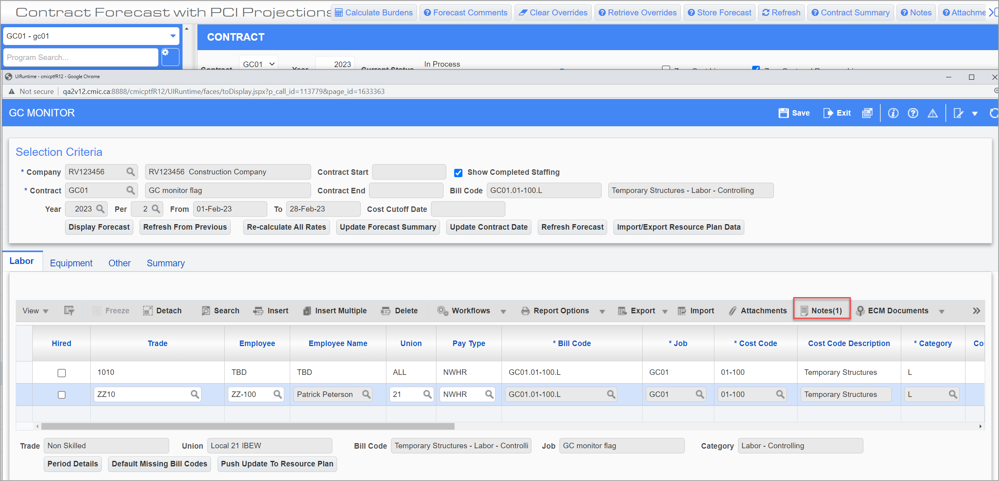 Contract Forecast with PCI Projections Calculate Burdens Forecast Comments Clear Overrides Retrieve Overrides Store Forecast Refresh Contract Summary Notes Attachme
GC01 - gc01
CONTRACT
Program Search...
Contract GC01 Year 2023 Current Status In Process
UIRuntime - cmicptfR12 - Google Chrome
Not secure qa2v12.cmic.ca:8888/cmicptfR12/UIRuntime/faces/toDisplay.jspx?p_call_id=113779&page_id=1633363
GC MONITOR Save Exit
Selection Criteria
* Company RV123456 RV123456 Construction Company Contract Start Show Completed Staffing
* Contract GC01 GC monitor flag Contract End Bill Code GC01.01-100.L Temporary Structures - Labor - Controlling
Year 2023 Per 2 From 01-Feb-23 To 28-Feb-23 Cost Cutoff Date
Display Forecast Refresh From Previous Re-calculate All Rates Update Forecast Summary Update Contract Date Refresh Forecast Import/Export Resource Plan Data
Labor Equipment Other Summary
View Freeze Detach Search Insert Insert Multiple Delete Workflows Report Options Export Import Attachments Notes(1) ECM Documents
Hired Trade Employee Employee Name Union Pay Type * Bill Code * Job * Cost Code Cost Code Description * Category Cos
1010 TBD TBD ALL NWHR GC01.01-100.L GC01 01-100 Temporary Structures L
ZZ10 ZZ-100 Patrick Peterson 21 NWHR GC01.01-100.L GC01 01-100 Temporary Structures L
Trade Non Skilled Union Local 21 IBEW Bill Code Temporary Structures - Labor - Controlli Job GC monitor flag Category Labor - Controlling
Period Details Default Missing Bill Codes Push Update To Resource Plan